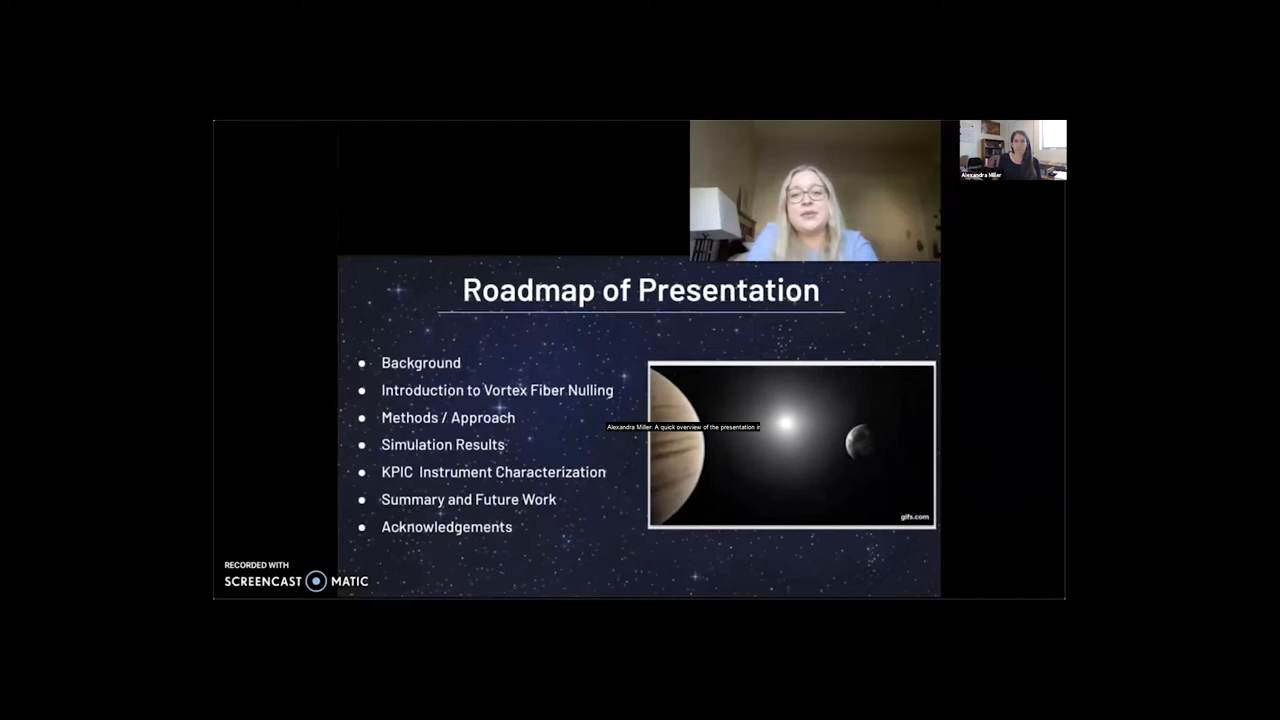 Alexandra Miller
Roadmap of Presentation
Background
Introduction to Vortex Fiber Nulling
Methods / Approach
Alexandra Miller: A quick overview of the presentation in
Simulation Results
KPIC Instrument Characterization
Summary and Future Work
Acknowledgements
gifs.com
RECORDED WITH
SCREENCAST MATIC